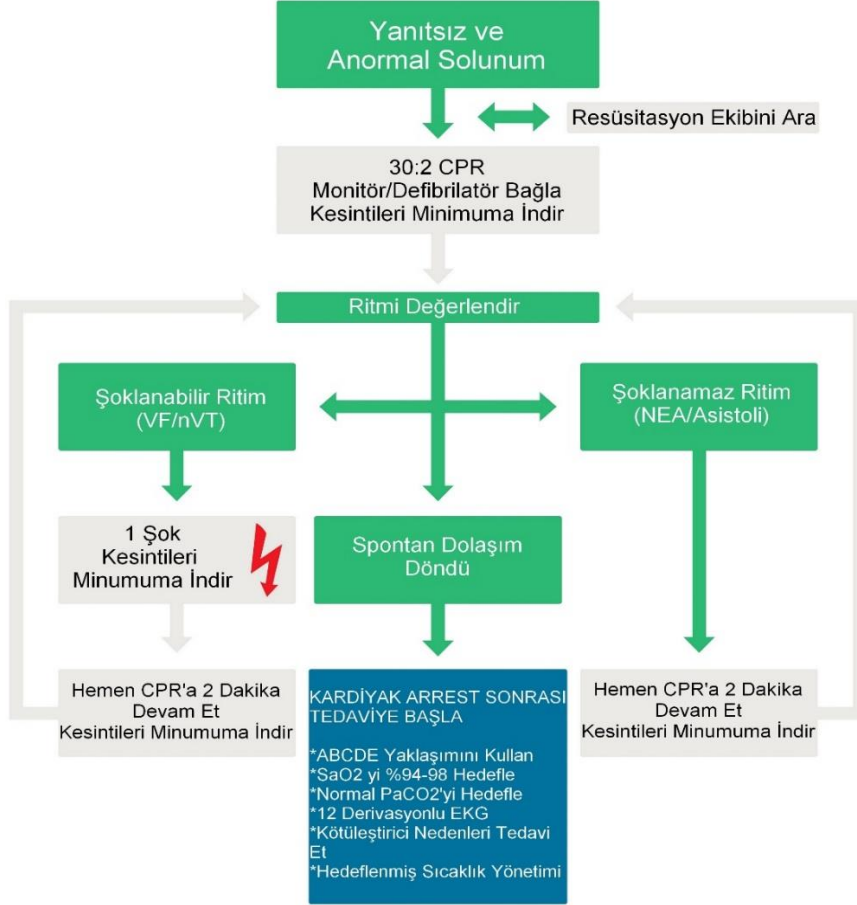 Yanıtsız ve
Anormal Solunum
Resüsitasyon Ekibini Ara
30:2 CPR
Monitör/Defibrilatör Bağla
Kesintileri Minimuma İndir
Ritmi Değerlendir
Şoklanabilir Ritim
(VF/nVT)
Şoklanamaz Ritim
(NEA/Asistoli)
1 Şok
Kesintileri
Minumuma İndir
Spontan Dolaşım
Döndü
Hemen CPR'a 2 Dakika
Devam Et
Kesintileri Minumuma İndir
KARDİYAK ARREST SONRASI
TEDAVİYE BAŞLA
*ABCDE Yaklaşımını Kullan
*SaO2 yi %94-98 Hedefle
*Normal PaCO2'yi Hedefle
*12 Derivasyonlu EKG
*Kötüleştirici Nedenleri Tedavi
Et
*Hedeflenmiş Sıcaklık Yönetimi
Hemen CPR'a 2 Dakika
Devam Et
Kesintileri Minumuma İndir